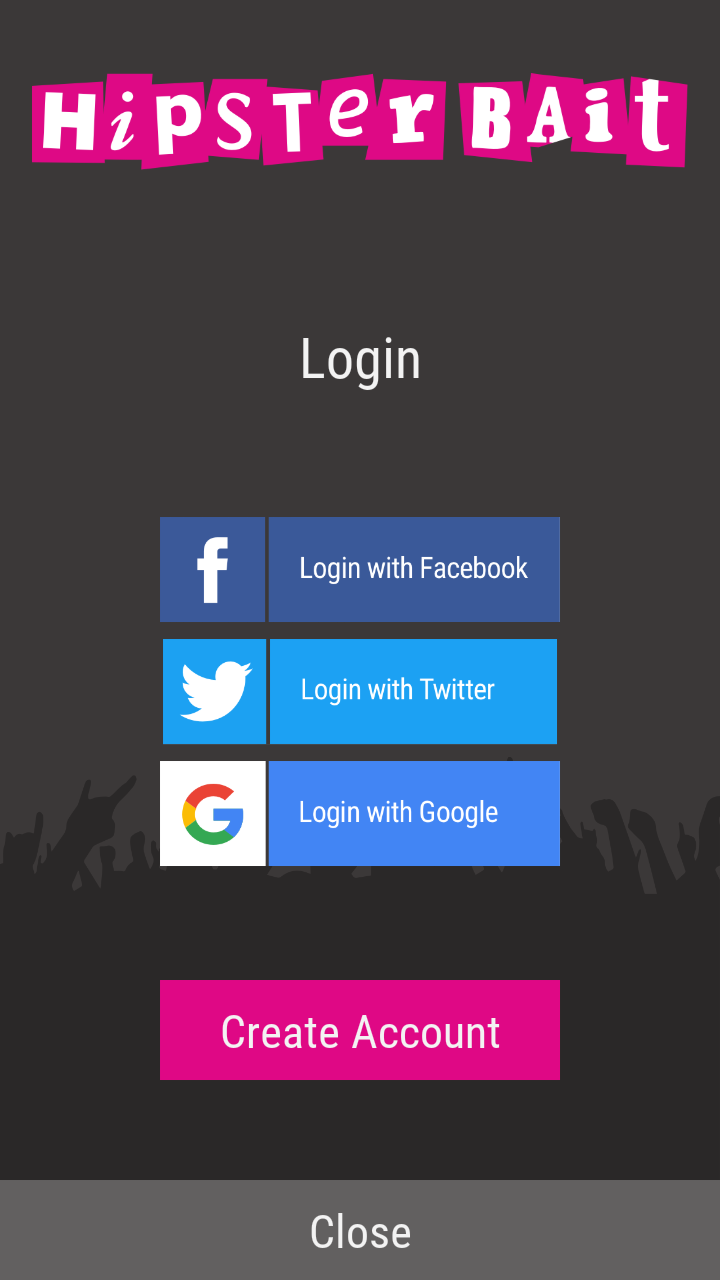 HipsTer BAit
Login
Login with Facebook
Login with Twitter
Login with Google
Create Account
Close